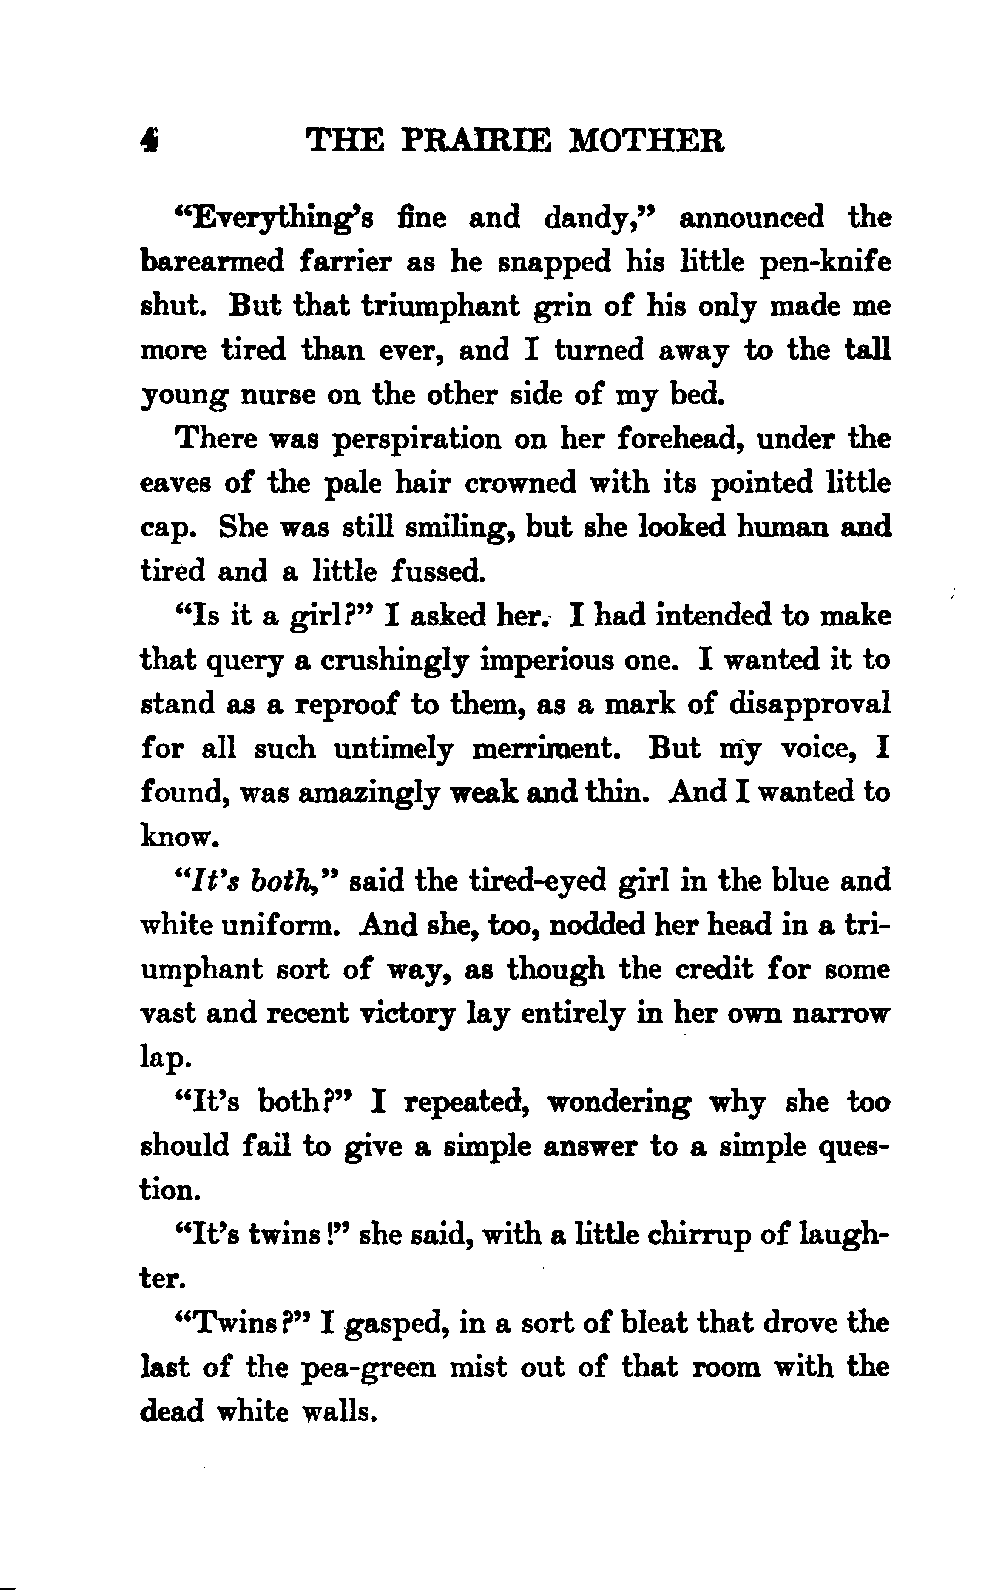 4 THE PRAIRIE MOTHER
“Everything’s fine and dandy,” announced the
barearmed farrier as he snapped his little pen-knife
shut. But that triumphant grin of his only made me
more tired than ever, and I turned away to the tall
young nurse on the other side of my bed.
There was perspiration on her forehead, under the
eaves of the pale hair crowned with its pointed little
cap. She was still smiling, but she looked human and
tired and a little fussed.
“Is it a girl?” I asked her. I had intended to make
that query a crushingly imperious one. I wanted it to
stand as a reproof to them, as a mark of disapproval
for all such untimely merriment. But my voice, I
found, was amazingly weak and thin. And I wanted to
know.
“It’s both,” said the tired-eyed girl in the blue and
white uniform. And she, too, nodded her head in a tri-
umphant sort of way, as though the credit for some
vast and recent victory lay entirely in her own narrow
lap.
“It’s both?” I repeated, wondering why she too
should fail to give a simple answer to a simple ques-
tion.
“It’s twins!” she said, with a little chirrup of laugh-
ter.
“Twins?” I gasped, in a sort of bleat that drove the
last of the pea-green mist out of that room with the
dead white walls.